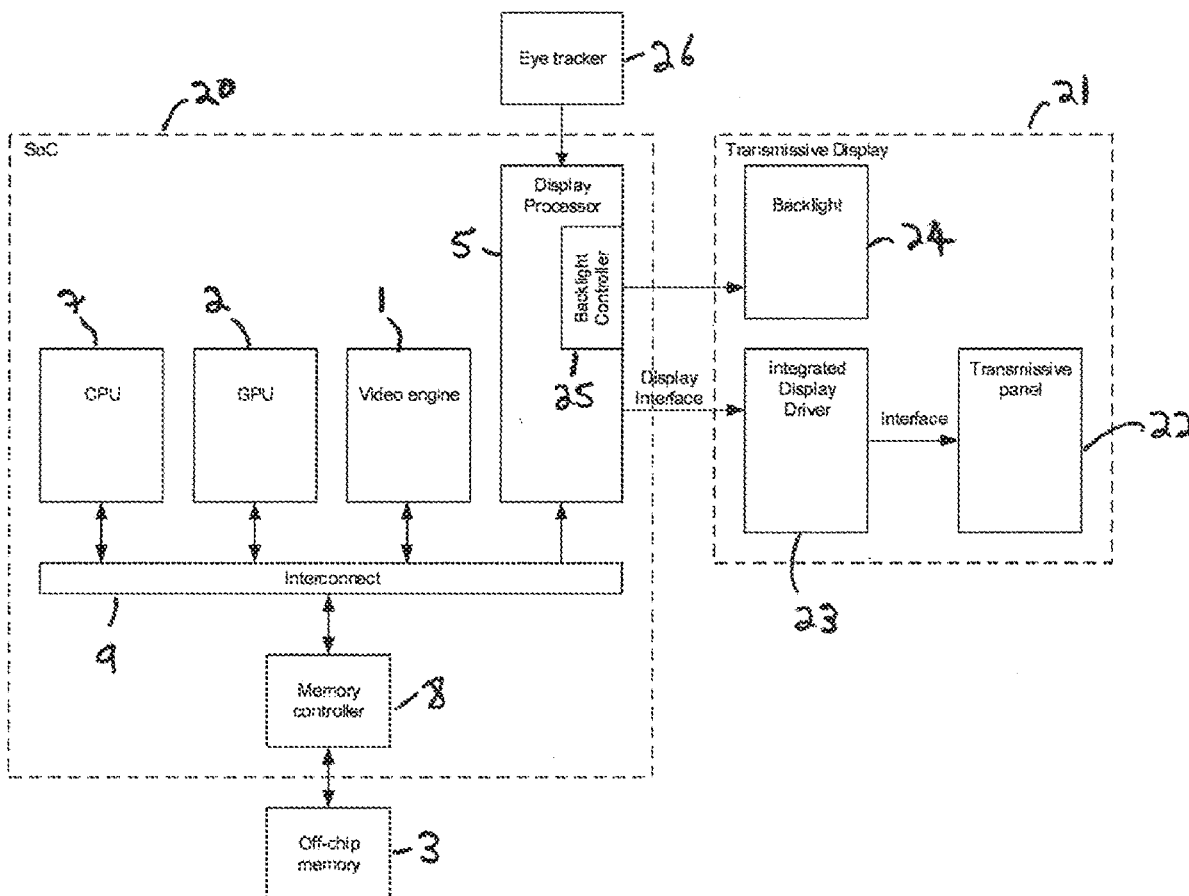 Eye tracker
26
20
21
SoC
Transmissive Display
Display
Processor
5
Backlight
Controller
25
Backlight
24
7
2
1
CPU
GPU
Video engine
Display
Interface
Integrated
Display
Driver
Interface
Transmissive
panel
22
23
Interconnect
9
Memory
controller
8
Off-chip
memory
3